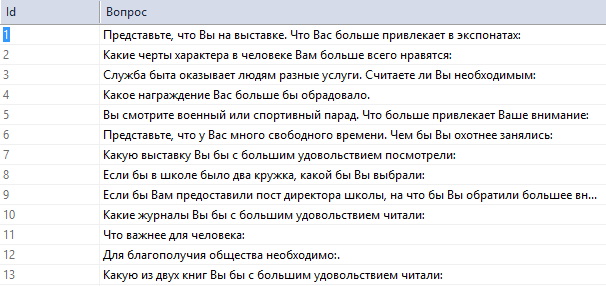 Id Вопрос
1 Представьте, что Вы на выставке. Что Вас больше привлекает в экспонатах:
2 Какие черты характера в человеке Вам больше всего нравятся:
3 Служба быта оказывает людям разные услуги. Считаете ли Вы необходимым:
4 Какое награждение Вас больше бы обрадовало.
5 Вы смотрите военный или спортивный парад. Что больше привлекает Ваше внимание:
6 Представьте, что у Вас много свободного времени. Чем бы Вы охотнее занялись:
7 Какую выставку Вы бы с большим удовольствием посмотрели:
8 Если бы в школе было два кружка, какой бы Вы выбрали:
9 Если бы Вам предоставили пост директора школы, на что бы Вы обратили большее вн...
10 Какие журналы Вы бы с большим удовольствием читали:
11 Что важнее для человека:
12 Для благополучия общества необходимо:.
13 Какую из двух книг Вы бы с большим удовольствием читали: